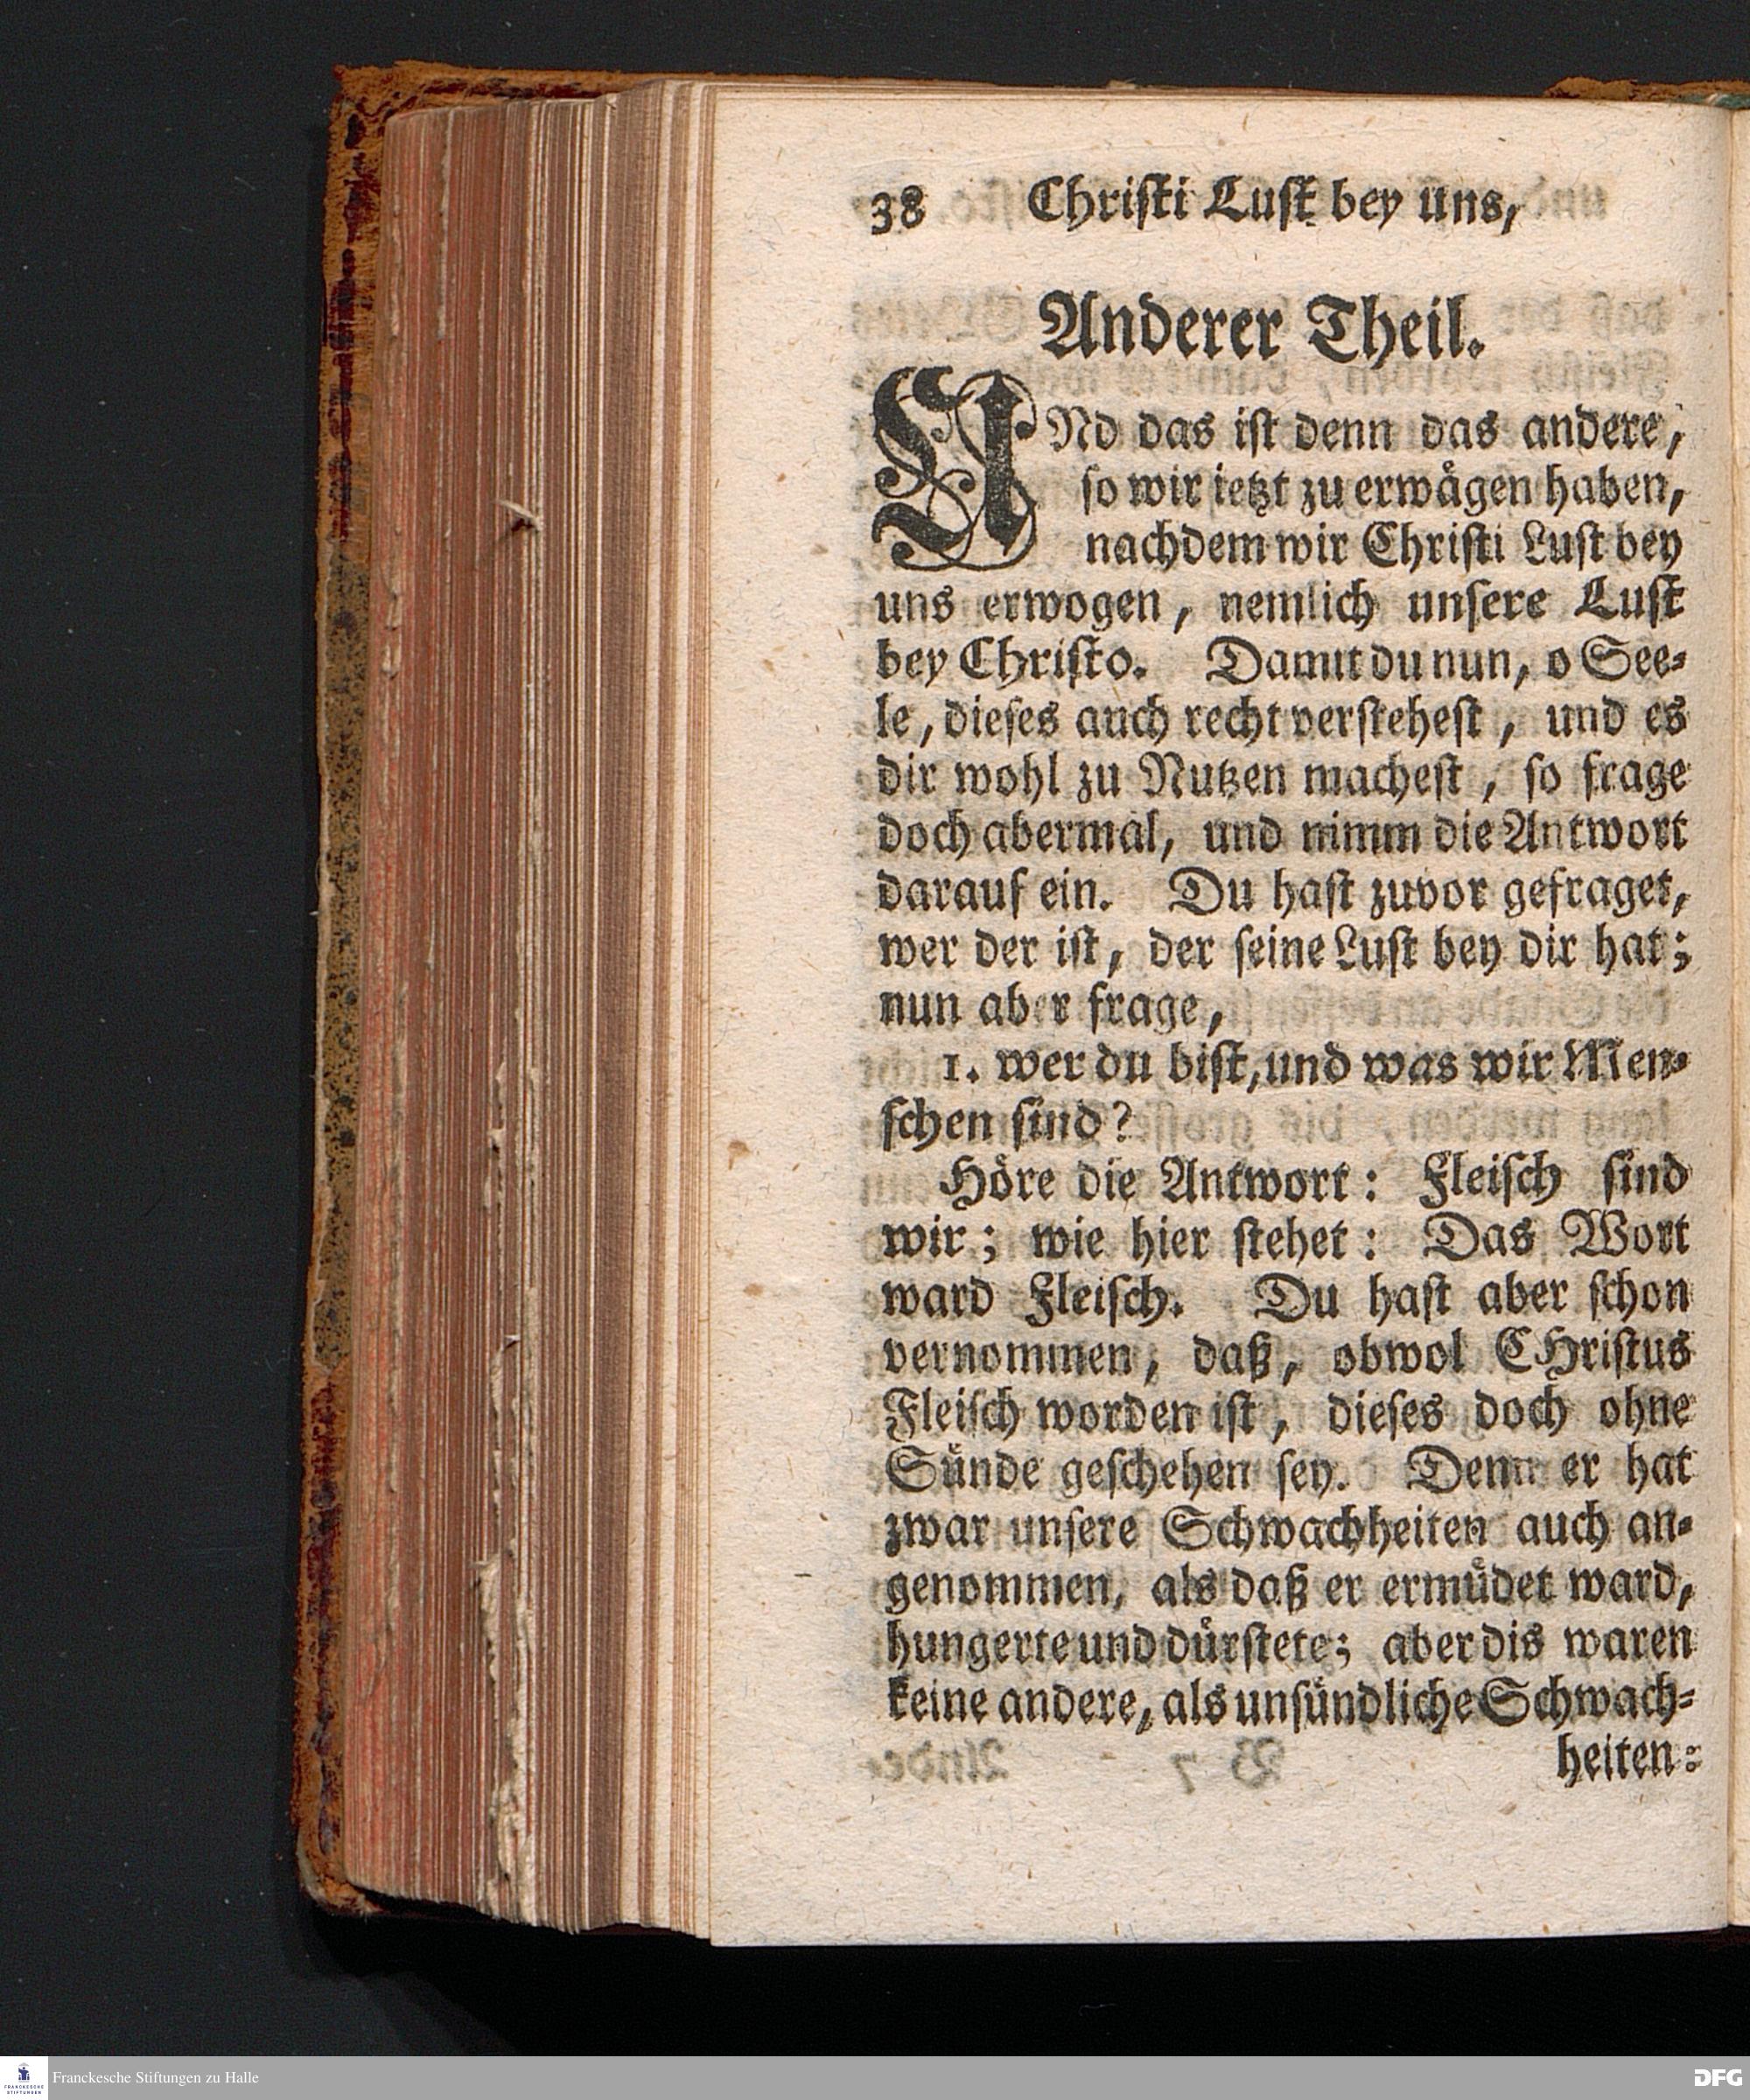 38 Christi Lust bey uns,
Anderer Theil.
UNd das ist denn das andere,
so wir ietzt zu erwågen haben,
nachdem wir Christi Lust bey
uns erwogen, nemlich unsere Lust
bey Christo. Damit du nun, o See-
le, dieses auch recht verstehest, und es
dir wohl zu Nutzen machest, so frage
doch abermal, und nimm die Antwort
darauf ein. Du hast zuvor gefraget,
wer der ist, der seine Lust bey dir hat;
nun aber frage,
1. wer du bist, und was wir Men-
schen sind?
Höre die Antwort: Fleisch sind
wir; wie hier stehet: Das Wort
ward Fleisch. Du hast aber schon
vernommen, daß, obwol CHristus
Fleisch worden ist, dieses doch ohne
Sünde geschehen sey. Denn er hat
zwar unsere Schwachheiten auch an-
genommen, als daß er ermüdet ward,
hungerte und dürstete; aber dis waren
keine andere, als unsündliche Schwach-
heiten:
Franckesche Stiftungen zu Halle
DFG